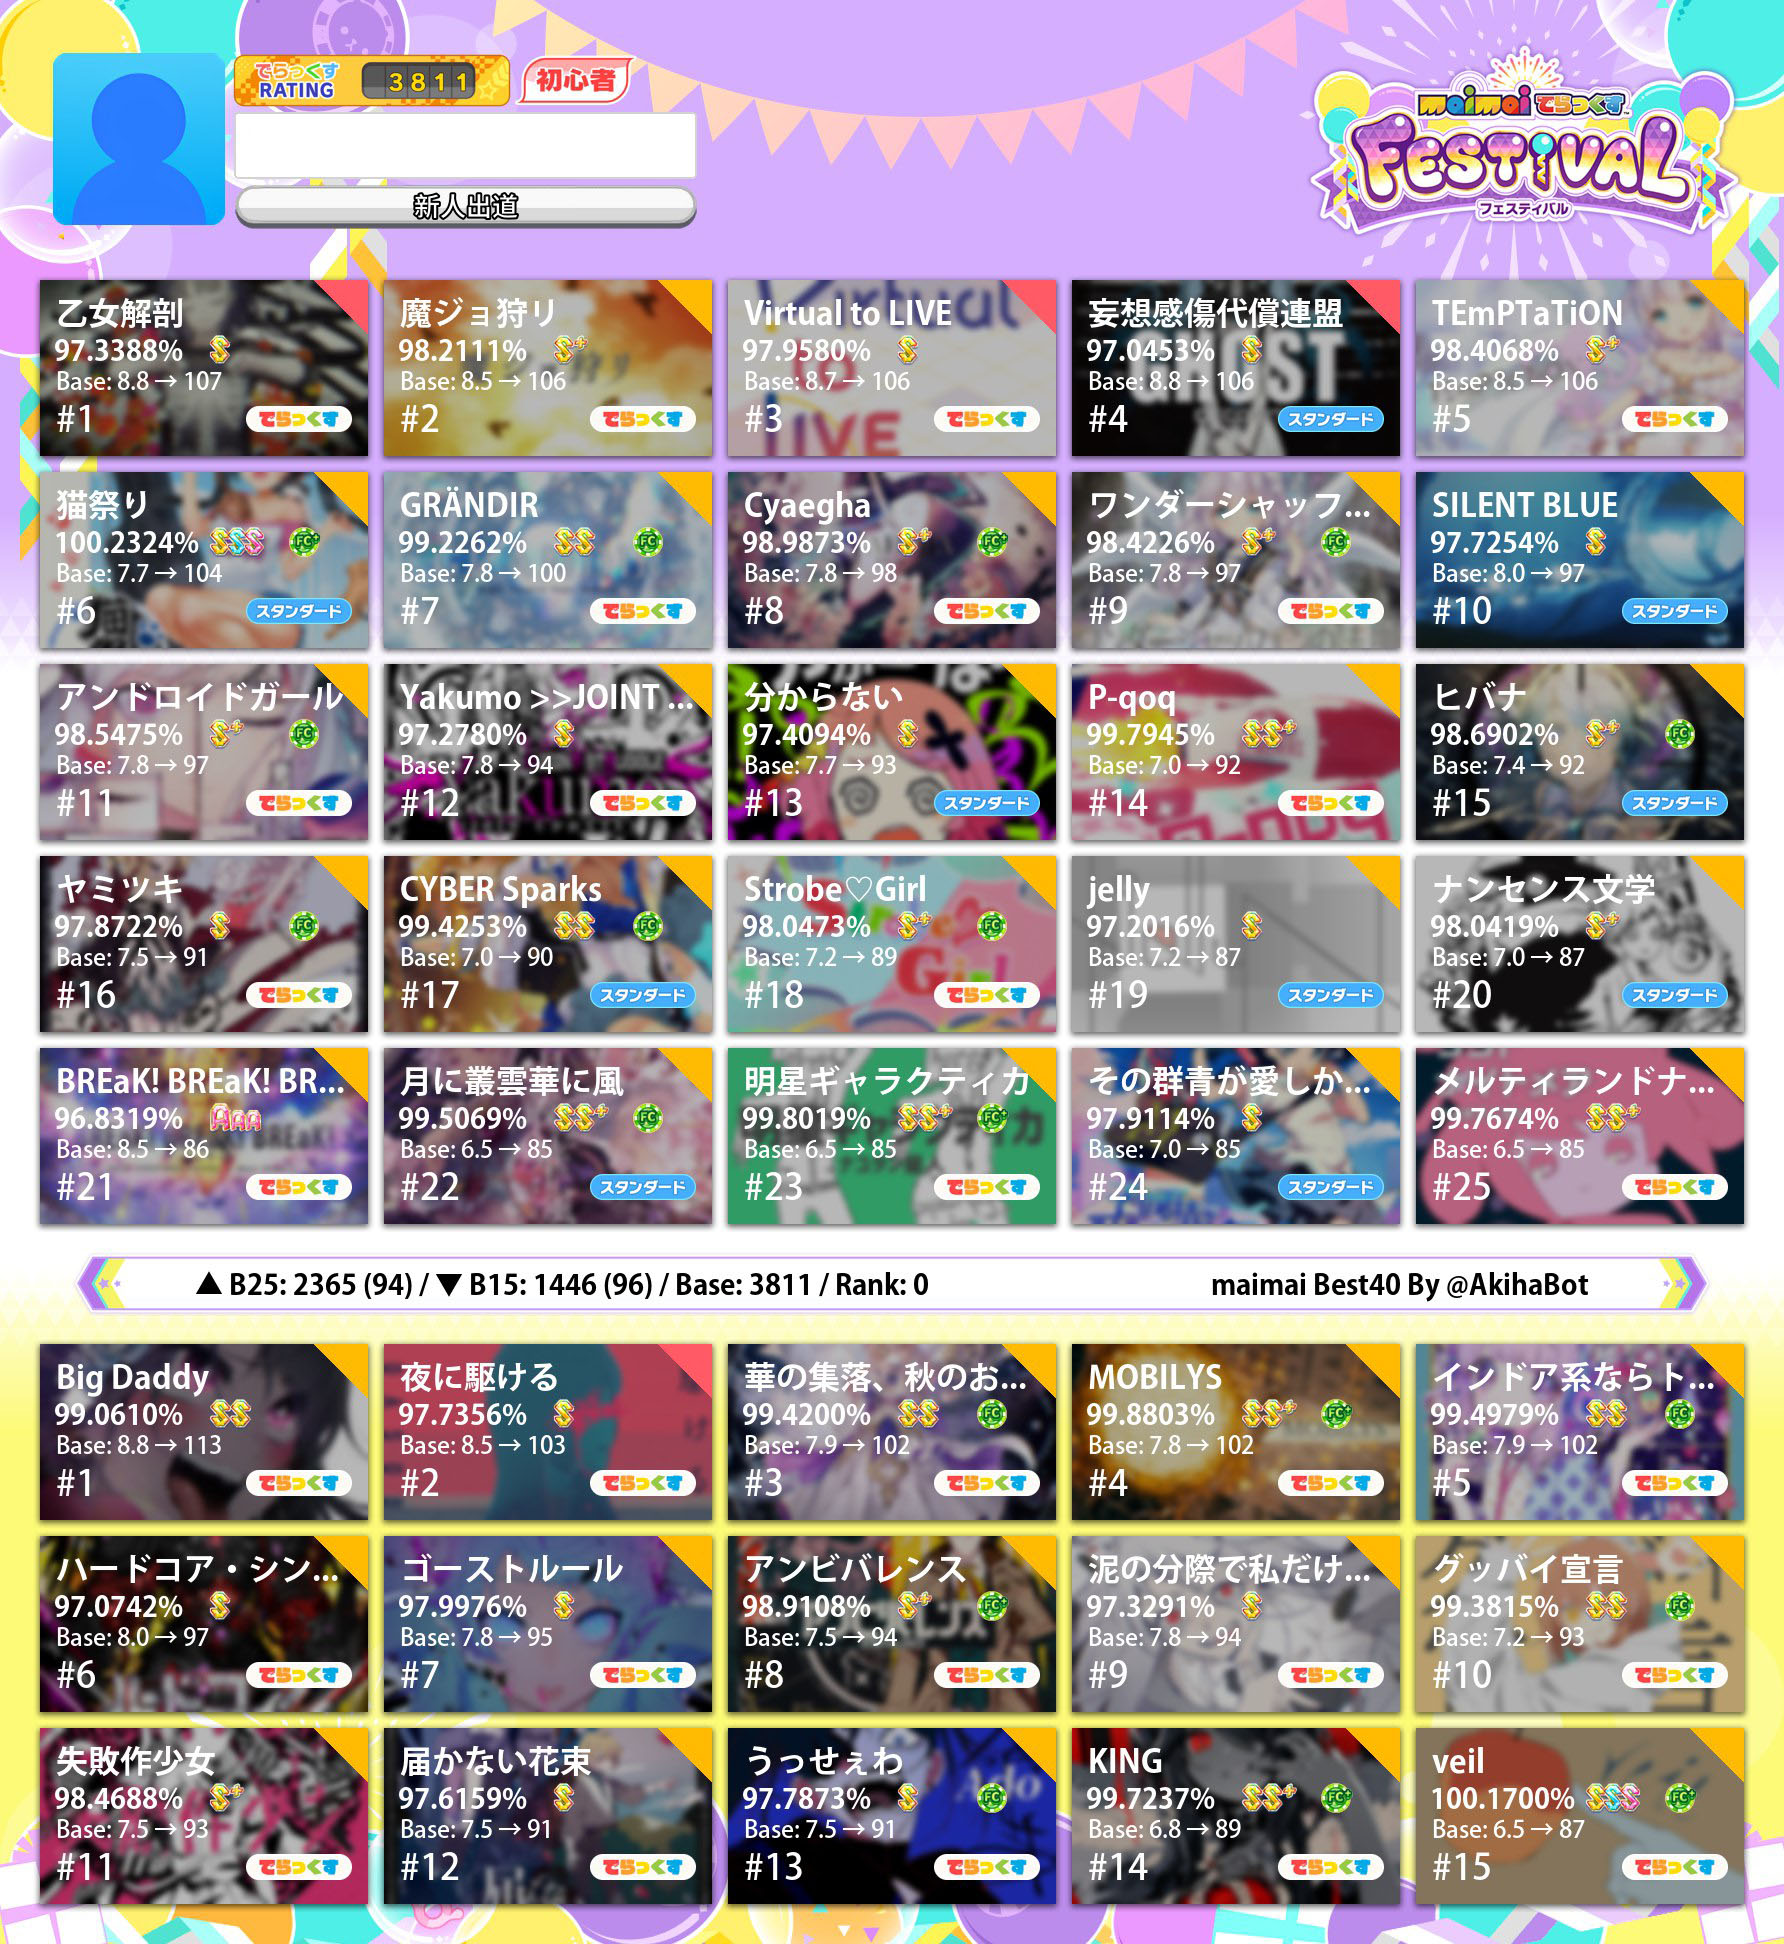 でらっくす
RATING
3811
初心者
新人出道
maimai でらっくす
FESTiVAL
フェスティバル
乙女解剖
97.3388% S
Base: 8.8 → 107
#1 でらっくす
魔ジョ狩リ
98.2111% S+
Base: 8.5 → 106
#2 でらっくす
Virtual to LIVE
97.9580% S
Base: 8.7 → 106
#3 でらっくす
妄想感傷代償連盟
97.0453% S
Base: 8.8 → 106
#4 スタンダード
TEmPTaTiON
98.4068% S+
Base: 8.5 → 106
#5 でらっくす
猫祭り
100.2324% SSS FC+
Base: 7.7 → 104
#6 スタンダード
GRÄNDIR
99.2262% SS FC
Base: 7.8 → 100
#7 でらっくす
Cyaegha
98.9873% S+ FC+
Base: 7.8 → 98
#8 でらっくす
ワンダーシャッフ...
98.4226% S+ FC
Base: 7.8 → 97
#9 でらっくす
SILENT BLUE
97.7254% S
Base: 8.0 → 97
#10 スタンダード
アンドロイドガール
98.5475% S+ FC
Base: 7.8 → 97
#11 でらっくす
Yakumo >>JOINT ...
97.2780% S
Base: 7.8 → 94
#12 でらっくす
分からない
97.4094% S
Base: 7.7 → 93
#13 スタンダード
P-qoq
99.7945% SS+
Base: 7.0 → 92
#14 でらっくす
ヒバナ
98.6902% S+ FC
Base: 7.4 → 92
#15 スタンダード
ヤミツキ
97.8722% S FC
Base: 7.5 → 91
#16 でらっくす
CYBER Sparks
99.4253% SS FC
Base: 7.0 → 90
#17 スタンダード
Strobe♡Girl
98.0473% S+ FC
Base: 7.2 → 89
#18 でらっくす
jelly
97.2016% S
Base: 7.2 → 87
#19 スタンダード
ナンセンス文学
98.0419% S+
Base: 7.0 → 87
#20 スタンダード
BREaK! BREaK! BR...
96.8319% AAA
Base: 8.5 → 86
#21 でらっくす
月に叢雲華に風
99.5069% SS+ FC
Base: 6.5 → 85
#22 スタンダード
明星ギャラクティカ
99.8019% SS+ FC+
Base: 6.5 → 85
#23 でらっくす
その群青が愛しか...
97.9114% S
Base: 7.0 → 85
#24 スタンダード
メルティランドナ...
99.7674% SS+
Base: 6.5 → 85
#25 でらっくす
▲ B25: 2365 (94) / ▼ B15: 1446 (96) / Base: 3811 / Rank: 0
maimai Best40 By @AkihaBot
Big Daddy
99.0610% SS
Base: 8.8 → 113
#1 でらっくす
夜に駆ける
97.7356% S
Base: 8.5 → 103
#2 でらっくす
華の集落、秋のお...
99.4200% SS FC
Base: 7.9 → 102
#3 でらっくす
MOBILYS
99.8803% SS+ FC+
Base: 7.8 → 102
#4 でらっくす
インドア系ならト...
99.4979% SS FC
Base: 7.9 → 102
#5 でらっくす
ハードコア・シン...
97.0742% S
Base: 8.0 → 97
#6 でらっくす
ゴーストルール
97.9976% S
Base: 7.8 → 95
#7 でらっくす
アンビバレンス
98.9108% S+ FC+
Base: 7.5 → 94
#8 でらっくす
泥の分際で私だけ...
97.3291% S
Base: 7.8 → 94
#9 でらっくす
グッバイ宣言
99.3815% SS FC
Base: 7.2 → 93
#10 でらっくす
失敗作少女
98.4688% S+
Base: 7.5 → 93
#11 でらっくす
届かない花束
97.6159% S
Base: 7.5 → 91
#12 でらっくす
うっせぇわ
97.7873% S FC
Base: 7.5 → 91
#13 でらっくす
KING
99.7237% SS+ FC+
Base: 6.8 → 89
#14 でらっくす
veil
100.1700% SSS FC+
Base: 6.5 → 87
#15 でらっくす